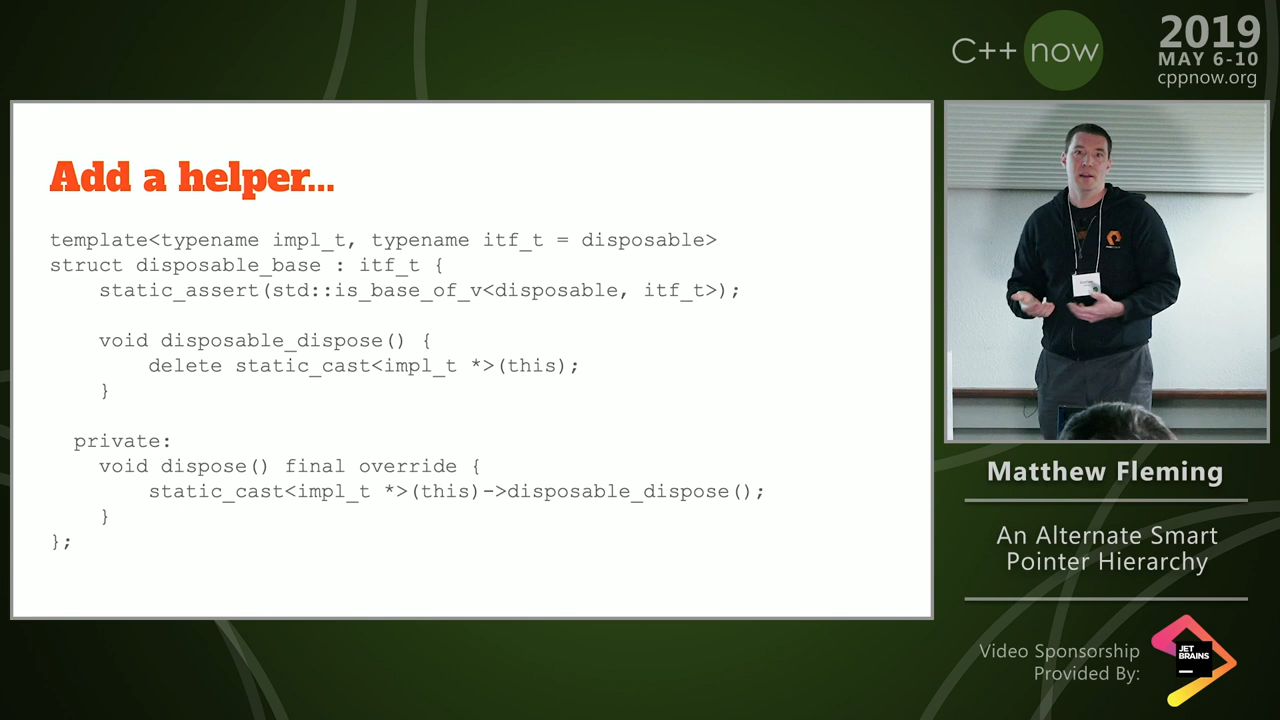 C++ now
2019
MAY 6-10
cppnow.org
Add a helper...
template<typename impl_t, typename itf_t = disposable>
struct disposable_base : itf_t {
    static_assert(std::is_base_of_v<disposable, itf_t>);
    void disposable_dispose() {
        delete static_cast<impl_t *>(this);
    }
  private:
    void dispose() final override {
        static_cast<impl_t *>(this)->disposable_dispose();
    }
};
Matthew Fleming
An Alternate Smart
Pointer Hierarchy
Video Sponsorship
Provided By:
JET
BRAINS